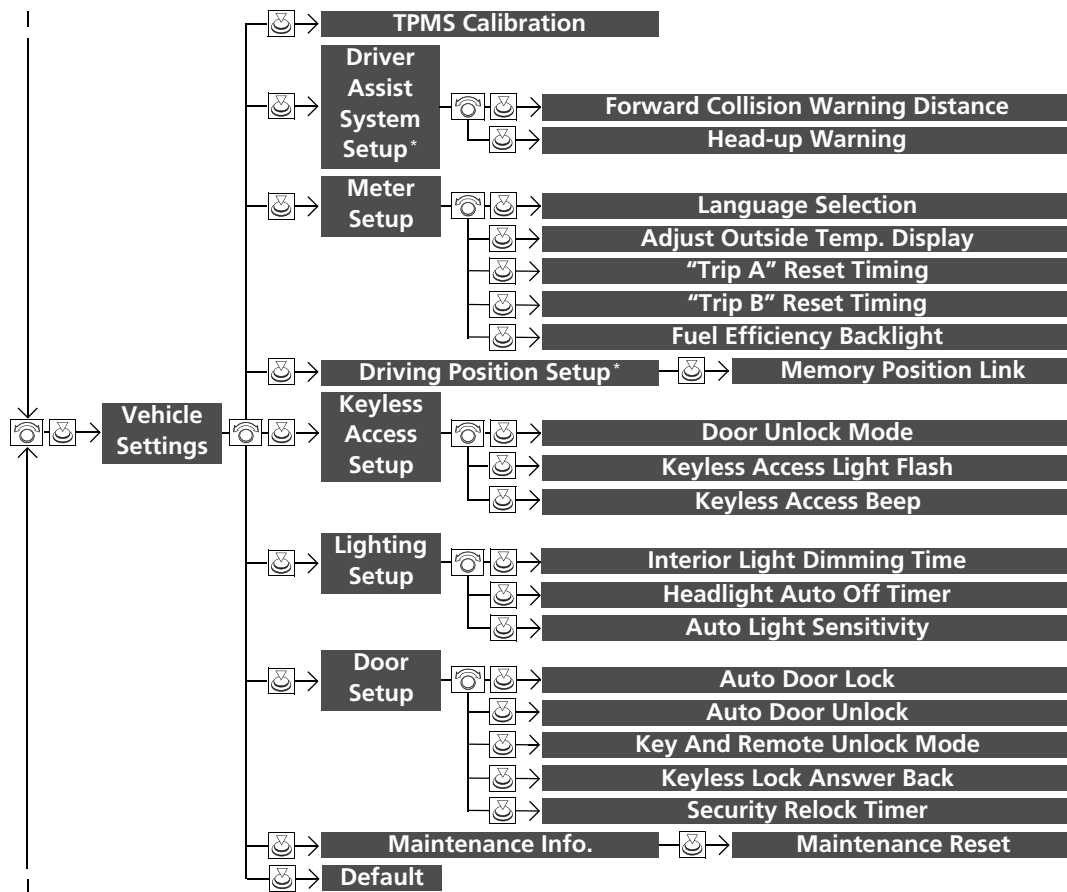 TPMS Calibration
Driver
Assist
System
Setup*
Forward Collision Warning Distance
Head-up Warning
Meter
Setup
Language Selection
Adjust Outside Temp. Display
“Trip A” Reset Timing
“Trip B” Reset Timing
Fuel Efficiency Backlight
Driving Position Setup*
Memory Position Link
Vehicle
Settings
Keyless
Access
Setup
Door Unlock Mode
Keyless Access Light Flash
Keyless Access Beep
Lighting
Setup
Interior Light Dimming Time
Headlight Auto Off Timer
Auto Light Sensitivity
Door
Setup
Auto Door Lock
Auto Door Unlock
Key And Remote Unlock Mode
Keyless Lock Answer Back
Security Relock Timer
Maintenance Info.
Maintenance Reset
Default